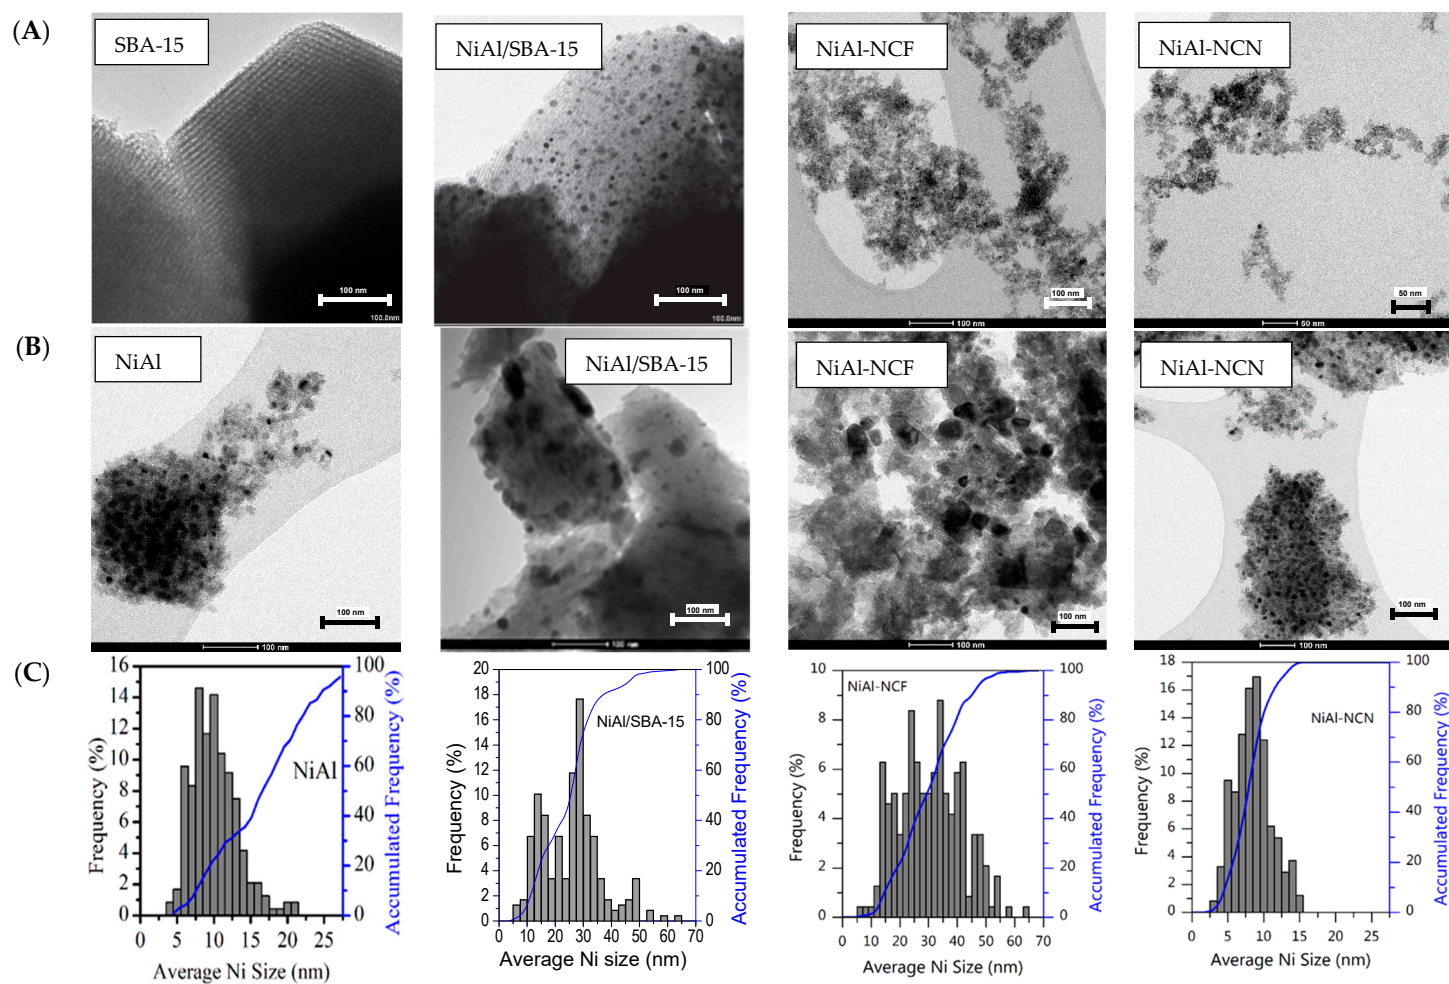 (A)
SBA-15
NiAl/SBA-15
NiAl-NCF
NiAl-NCN
100 nm
100.0nm
100 nm
100.0nm
100 nm
100 nm
50 nm
50 nm
(B)
NiAl
NiAl/SBA-15
NiAl-NCF
NiAl-NCN
100 nm
100 nm
100 nm
100 nm
100 nm
100 nm
100 nm
100 nm
(C)
Frequency (%)
16
14
12
10
8
6
4
2
0
NiAl
100
80
60
40
20
0
Accumulated Frequency (%)
0 5 10 15 20 25
Average Ni Size (nm)
Frequency (%)
20
18
16
14
12
10
8
6
4
2
0
NiAl/SBA-15
100
80
60
40
20
0
Accumulated Frequency (%)
0 10 20 30 40 50 60 70
Average Ni size (nm)
Frequency (%)
10
8
6
4
2
0
NiAl-NCF
100
80
60
40
20
0
Accumulated Frequency (%)
0 10 20 30 40 50 60 70
Average Ni Size (nm)
Frequency (%)
18
16
14
12
10
8
6
4
2
0
NiAl-NCN
100
80
60
40
20
0
Accumulated Frequency (%)
0 5 10 15 20 25
Average Ni Size (nm)